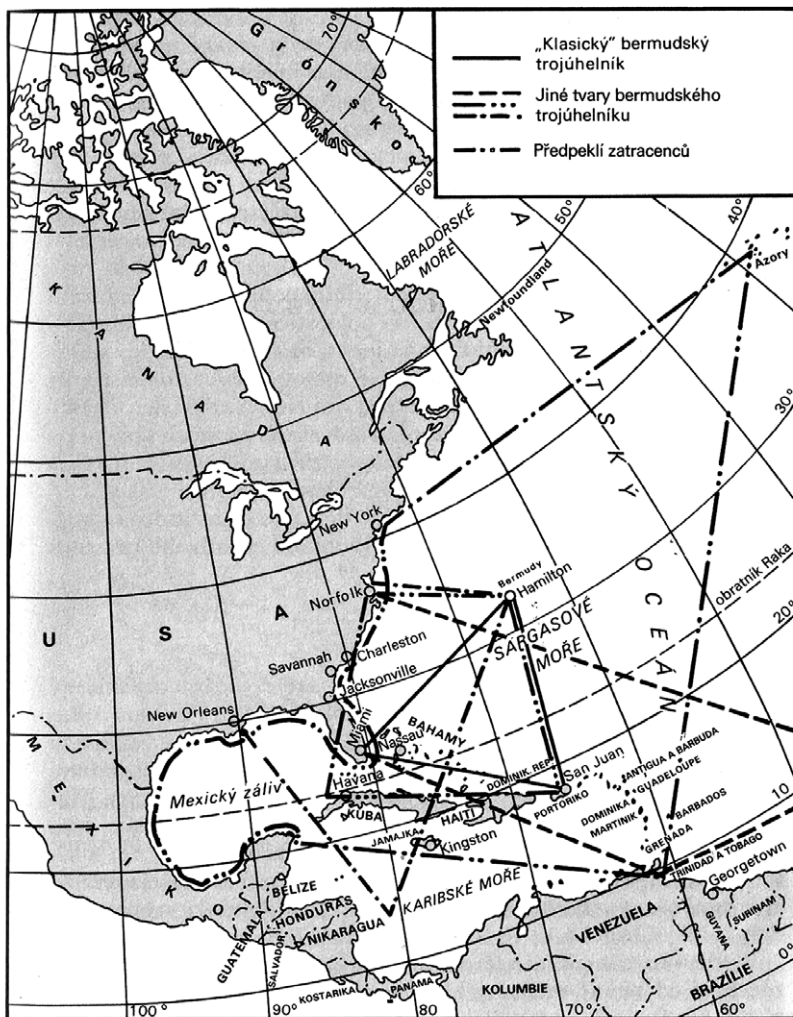 „Klasický" bermudský
trojúhelník
Jiné tvary bermudského
trojúhelníku
Předpeklí zatracenců
Grónsko
70°
60°
50°
40°
LABRADORSKÉ
MOŘE
ATLANTSKÝ OCEÁN
Azory
Newfoundland
KANADA
30°
New York
Bermudy
Hamilton
Norfolk
obratník Raka
USA
SARGASOVÉ
MOŘE
20°
Charleston
Savannah
Jacksonville
New Orleans
Miami
Nassau
BAHAMY
MEXIKO
Mexický záliv
Havana
DOMINIK. REP.
San Juan
ANTIGUA A BARBUDA
GUADELOUPE
KUBA
HAITI
PORTORIKO
DOMINIKA
MARTINIK
BARBADOS
10
JAMAJKA
Kingston
GRENADA
TRINIDAD A TOBAGO
Georgetown
BELIZE
KARIBSKÉ MOŘE
GUATEMALA
HONDURAS
SALVADOR
NIKARAGUA
VENEZUELA
GUYANA
SURINAM
KOSTARIKA
PANAMA
KOLUMBIE
BRAZÍLIE
0°
100°
90°
80
70°
60°